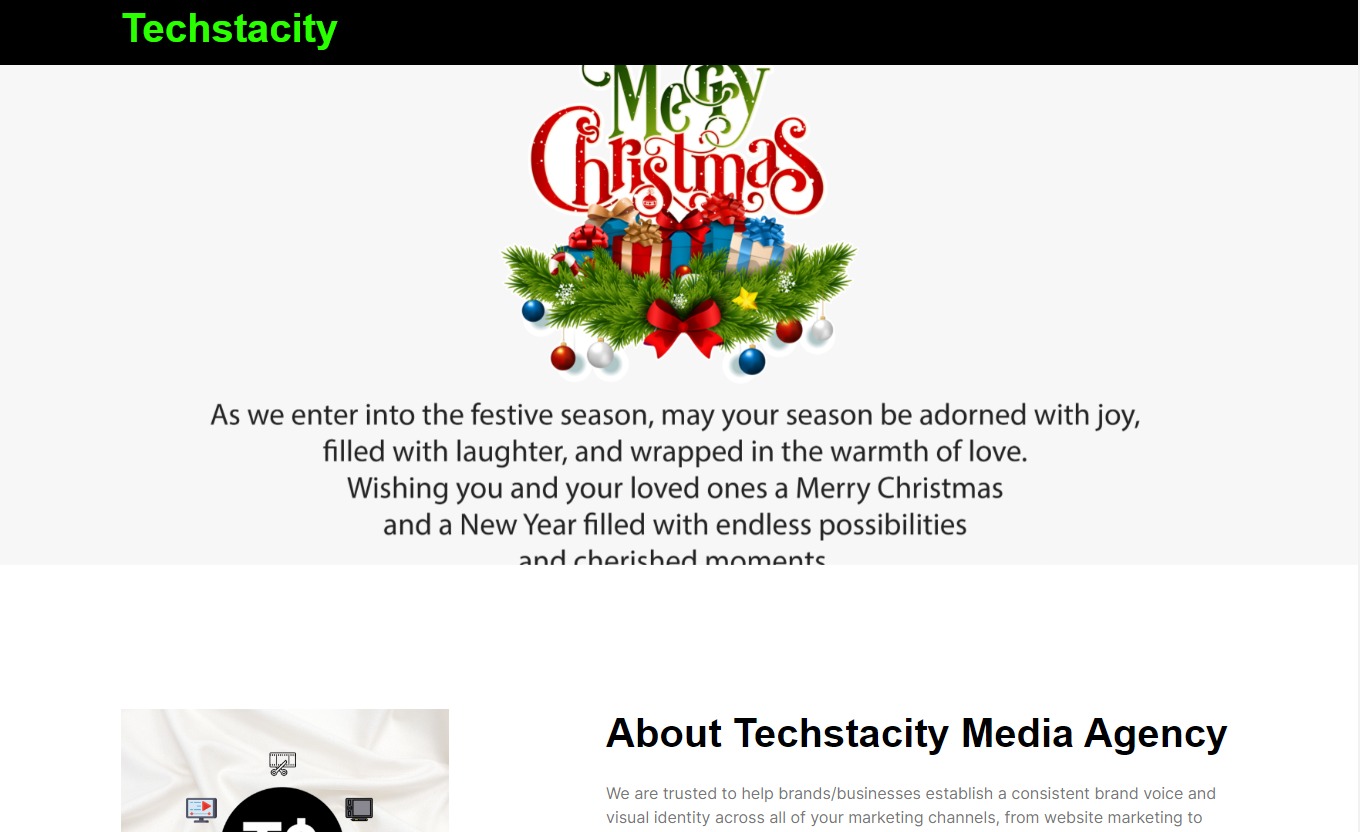 Techstacity
Merry
Christmas
As we enter into the festive season, may your season be adorned with joy,
filled with laughter, and wrapped in the warmth of love.
Wishing you and your loved ones a Merry Christmas
and a New Year filled with endless possibilities
and cherished moments
About Techstacity Media Agency
We are trusted to help brands/businesses establish a consistent brand voice and
visual identity across all of your marketing channels, from website marketing to